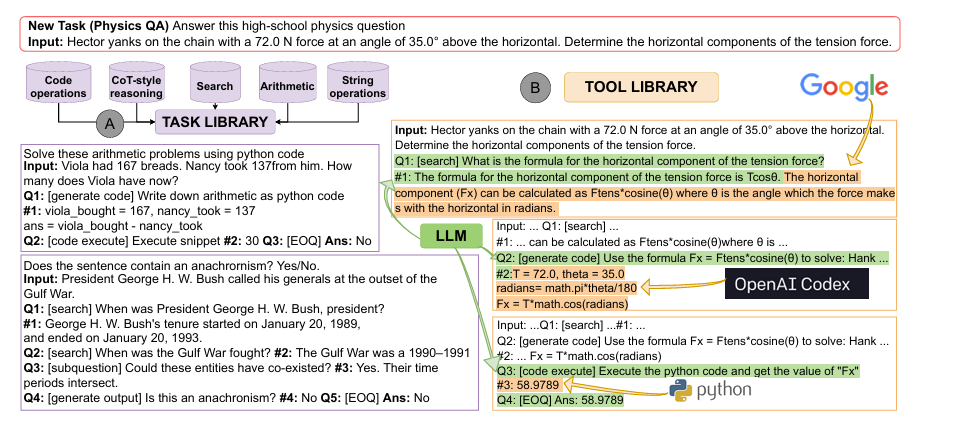 New Task (Physics QA) Answer this high-school physics question
Input: Hector yanks on the chain with a 72.0 N force at an angle of 35.0° above the horizontal. Determine the horizontal components of the tension force.
Code operations
CoT-style reasoning
Search
Arithmetic
String operations
A
TASK LIBRARY
B
TOOL LIBRARY
Google
Solve these arithmetic problems using python code
Input: Viola had 167 breads. Nancy took 137from him. How
many does Viola have now?
Q1: [generate code] Write down arithmetic as python code
#1: viola_bought = 167, nancy_took = 137
ans = viola_bought - nancy_took
Q2: [code execute] Execute snippet #2: 30 Q3: [EOQ] Ans: No
Does the sentence contain an anachrornism? Yes/No.
Input: President George H. W. Bush called his generals at the outset of the
Gulf War.
Q1: [search] When was President George H. W. Bush, president?
#1: George H. W. Bush's tenure started on January 20, 1989,
and ended on January 20, 1993.
Q2: [search] When was the Gulf War fought? #2: The Gulf War was a 1990–1991
Q3: [subquestion] Could these entities have co-existed? #3: Yes. Their time
periods intersect.
Q4: [generate output] Is this an anachronism? #4: No Q5: [EOQ] Ans: No
LLM
Input: Hector yanks on the chain with a 72.0 N force at an angle of 35.0° above the horizontal.
Determine the horizontal components of the tension force.
Q1: [search] What is the formula for the horizontal component of the tension force?
#1: The formula for the horizontal component of the tension force is Tcosθ. The horizontal
component (Fx) can be calculated as Ftens*cosine(θ) where θ is the angle which the force make
s with the horizontal in radians.
Input: ... Q1: [search] ...
#1: ... can be calculated as Ftens*cosine(θ)where θ is ...
Q2: [generate code] Use the formula Fx = Ftens*cosine(θ) to solve: Hank ...
#2:T = 72.0, theta = 35.0
radians= math.pi*theta/180
Fx = T*math.cos(radians)
OpenAI Codex
Input: ...Q1: [search] ...#1: ...
Q2: [generate code] Use the formula Fx = Ftens*cosine(θ) to solve: Hank ...
#2: ... Fx = T*math.cos(radians)
Q3: [code execute] Execute the python code and get the value of "Fx"
#3: 58.9789
Q4: [EOQ] Ans: 58.9789
python